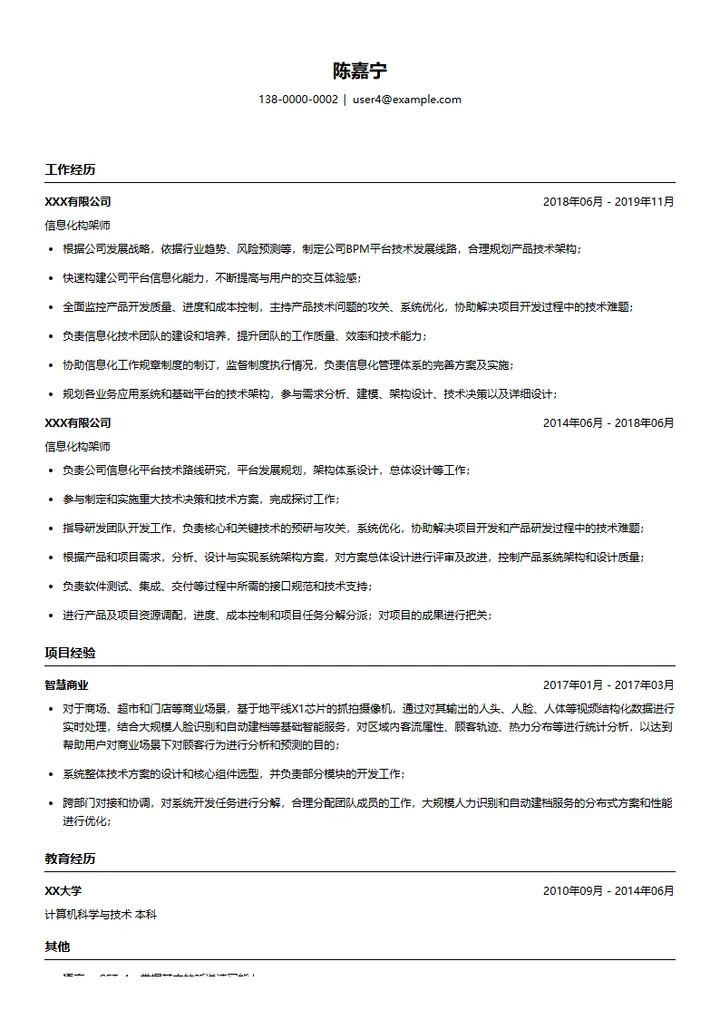 陈嘉宁
138-0000-0002 | user4@example.com
工作经历
XXX有限公司 2018年06月 - 2019年11月
信息化构架师
• 根据公司发展战略，依据行业趋势、风险预测等，制定公司BPM平台技术发展线路，合理规划产品技术架构；
• 快速构建公司平台信息化能力，不断提高与用户的交互体验感；
• 全面监控产品开发质量、进度和成本控制，主持产品技术问题的攻关、系统优化，协助解决项目开发过程中的技术难题；
• 负责信息化技术团队的建设和培养，提升团队的工作质量、效率和技术能力；
• 协助信息化工作规章制度的制订，监督制度执行情况，负责信息化管理体系的完善方案及实施；
• 规划各业务应用系统和基础平台的技术架构，参与需求分析、建模、架构设计、技术决策以及详细设计；
XXX有限公司 2014年06月 - 2018年06月
信息化构架师
• 负责公司信息化平台技术路线研究，平台发展规划，架构体系设计，总体设计等工作；
• 参与制定和实施重大技术决策和技术方案，完成探讨工作；
• 指导研发团队开发工作，负责核心和关键技术的预研与攻关，系统优化，协助解决项目开发和产品研发过程中的技术难题；
• 根据产品和项目需求，分析、设计与实现系统架构方案，对方案总体设计进行评审及改进，控制产品系统架构和设计质量；
• 负责软件测试、集成、交付等过程中所需的接口规范和技术支持；
• 进行产品及项目资源调配，进度、成本控制和项目任务分解分派；对项目的成果进行把关；
项目经验
智慧商业 2017年01月 - 2017年03月
• 对于商场、超市和门店等商业场景，基于地平线X1芯片的抓拍摄像机，通过对其输出的人头、人脸、人体等视频结构化数据进行
实时处理，结合大规模人脸识别和自动建档等基础智能服务，对区域内客流属性、顾客轨迹、热力分布等进行统计分析，以达到
帮助用户对商业场景下对顾客行为进行分析和预测的目的；
• 系统整体技术方案的设计和核心组件选型，并负责部分模块的开发工作；
• 跨部门对接和协调，对系统开发任务进行分解，合理分配团队成员的工作，大规模人力识别和自动建档服务的分布式方案和性能
进行优化；
教育经历
XX大学 2010年09月 - 2014年06月
计算机科学与技术 本科
其他